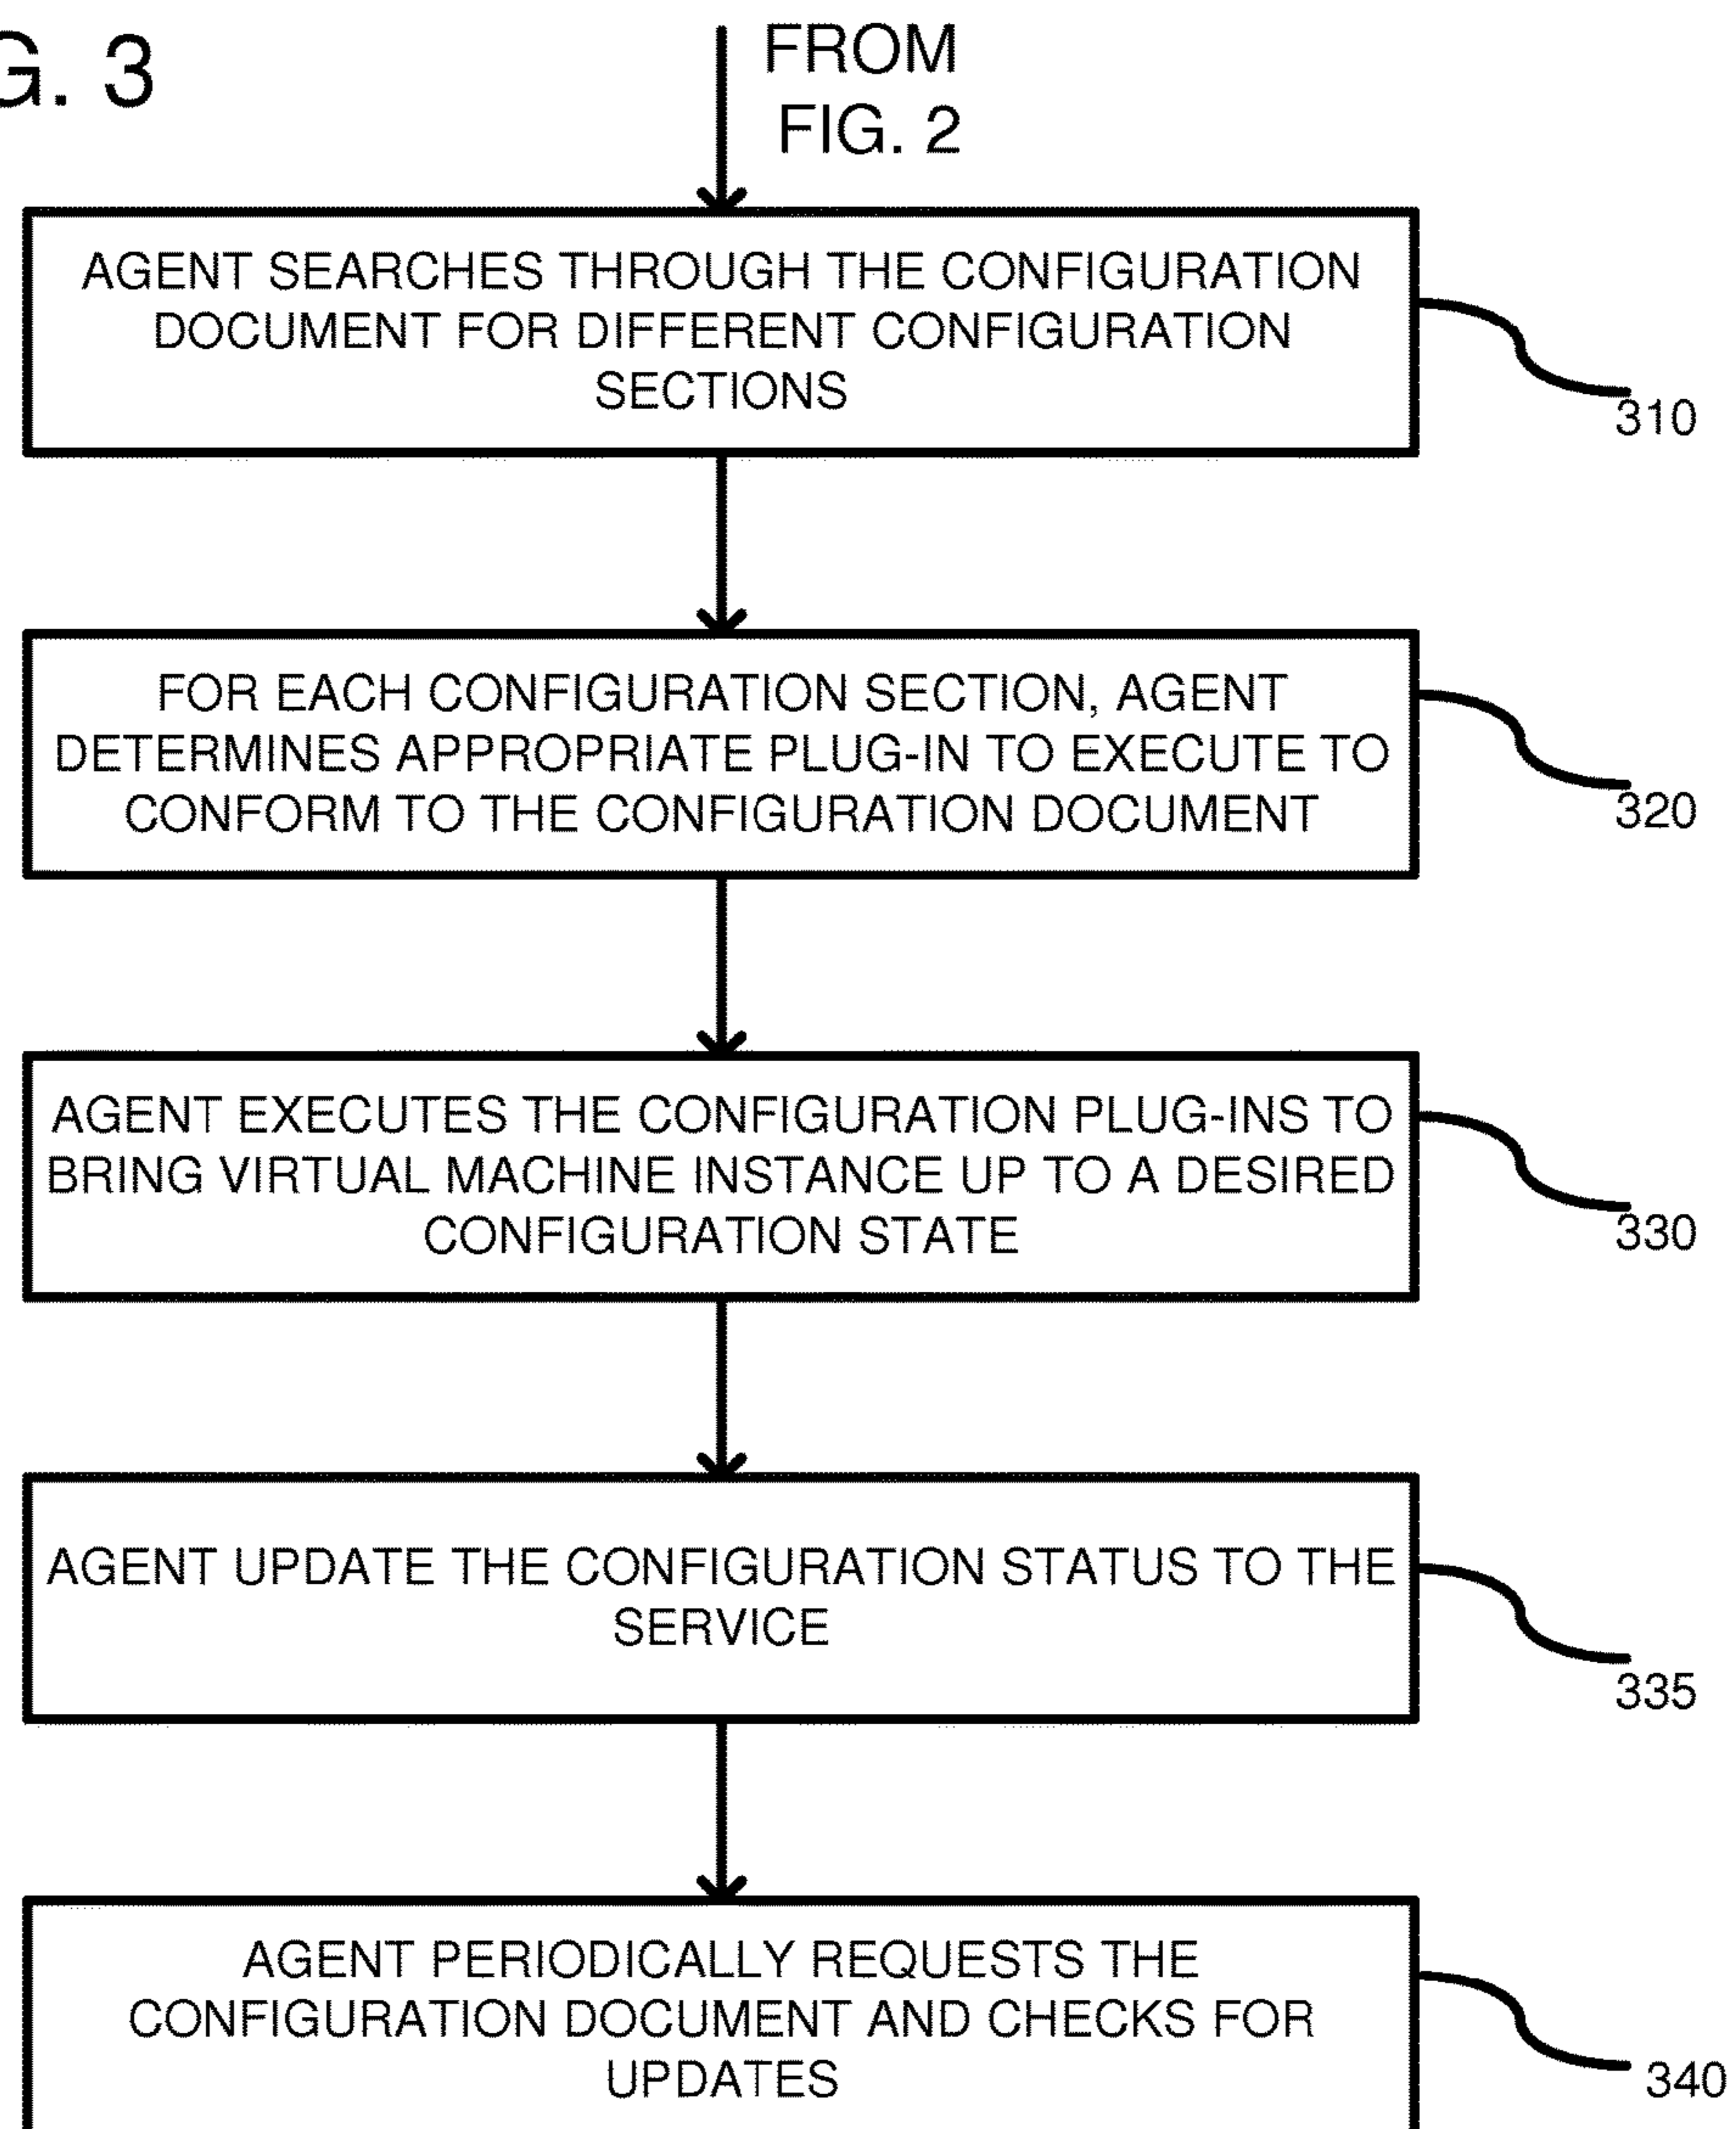 G. 3
FROM
FIG. 2
AGENT SEARCHES THROUGH THE CONFIGURATION
DOCUMENT FOR DIFFERENT CONFIGURATION
SECTIONS
310
FOR EACH CONFIGURATION SECTION, AGENT
DETERMINES APPROPRIATE PLUG-IN TO EXECUTE TO
CONFORM TO THE CONFIGURATION DOCUMENT
320
AGENT EXECUTES THE CONFIGURATION PLUG-INS TO
BRING VIRTUAL MACHINE INSTANCE UP TO A DESIRED
CONFIGURATION STATE
330
AGENT UPDATE THE CONFIGURATION STATUS TO THE
SERVICE
335
AGENT PERIODICALLY REQUESTS THE
CONFIGURATION DOCUMENT AND CHECKS FOR
UPDATES
340